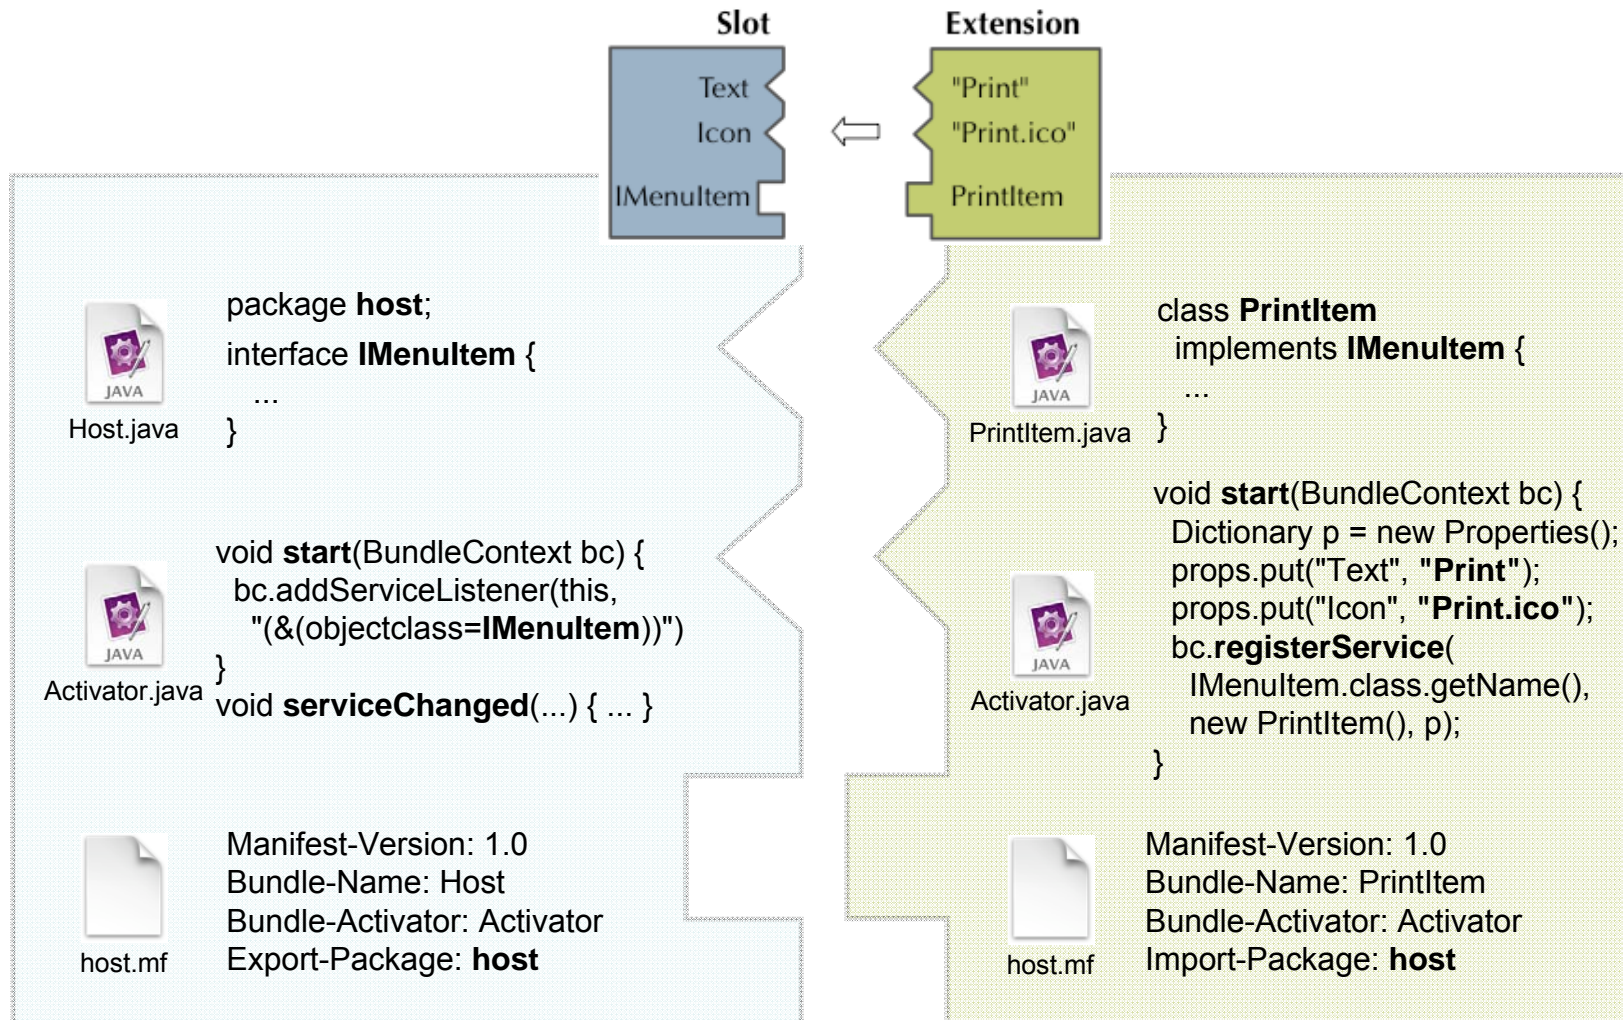 Slot
Text
Icon
IMenuItem
Extension
"Print"
"Print.ico"
PrintItem
JAVA
Host.java
package host;
interface IMenuItem {
...
}
JAVA
Activator.java
void start(BundleContext bc) {
bc.addServiceListener(this,
"(&(objectclass=IMenuItem))")
}
void serviceChanged(...) { ... }
host.mf
Manifest-Version: 1.0
Bundle-Name: Host
Bundle-Activator: Activator
Export-Package: host
JAVA
PrintItem.java
class PrintItem
implements IMenuItem {
...
}
JAVA
Activator.java
void start(BundleContext bc) {
Dictionary p = new Properties();
props.put("Text", "Print");
props.put("Icon", "Print.ico");
bc.registerService(
IMenuItem.class.getName(),
new PrintItem(), p);
}
host.mf
Manifest-Version: 1.0
Bundle-Name: PrintItem
Bundle-Activator: Activator
Import-Package: host